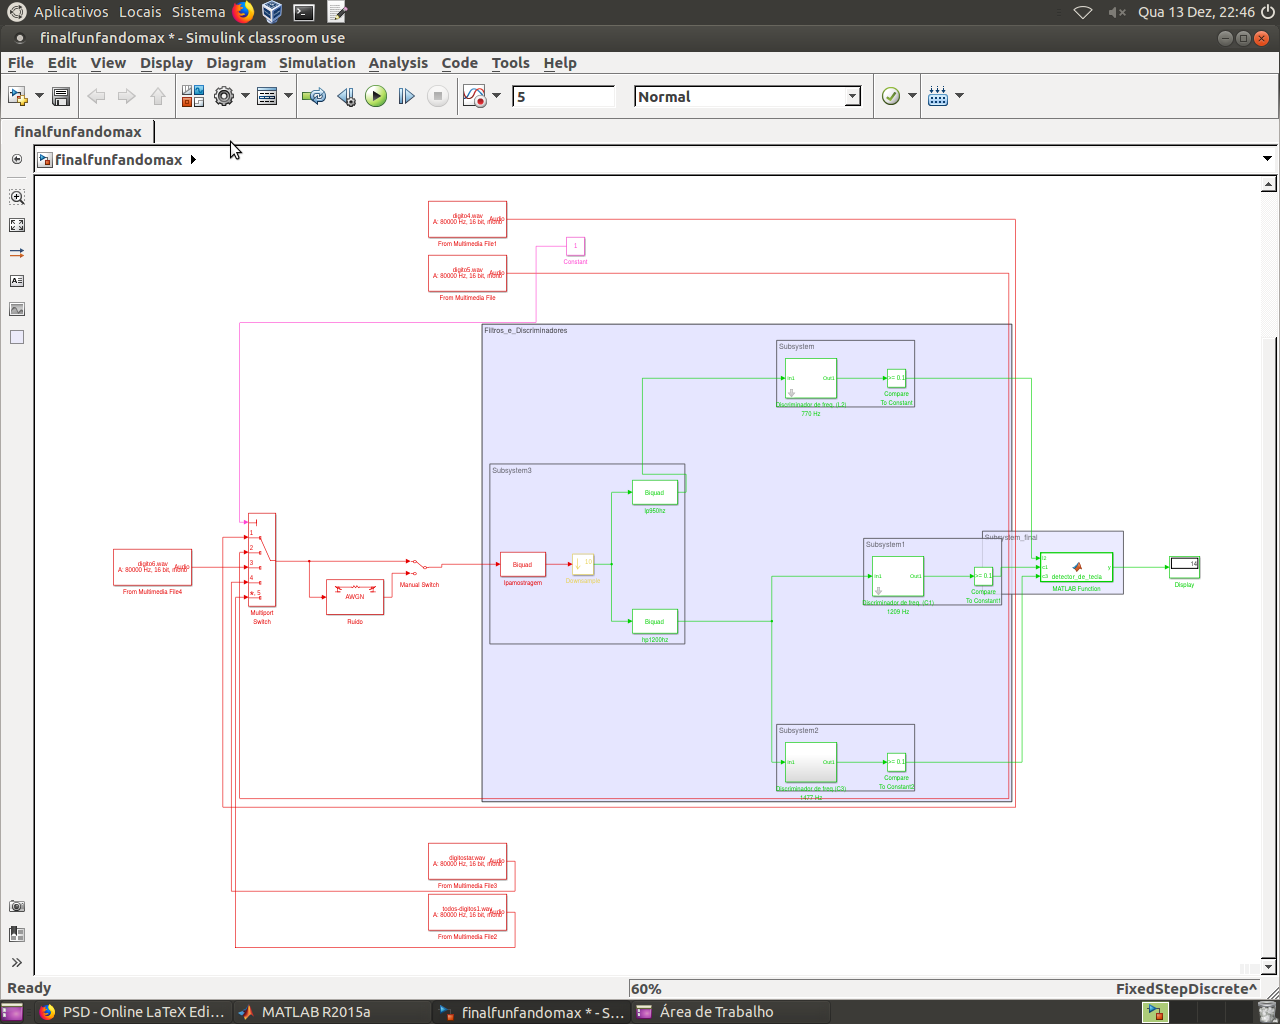 Aplicativos Locais Sistema
Qua 13 Dez, 22:46
finalfunfandomax * - Simulink classroom use
File Edit View Display Diagram Simulation Analysis Code Tools Help
5
Normal
finalfunfandomax
finalfunfandomax
digito4.wav
A: 80000 Hz, 16 bit, mono
Audio
From Multimedia File1
1
Constant
digito5.wav
A: 80000 Hz, 16 bit, mono
Audio
From Multimedia File
Filtros_e_Discriminadores
Subsystem
In1
Out1
>= 0.1
Compare
To Constant
Discriminador de freq. (L2)
770 Hz
Subsystem3
Biquad
lp950hz
1
2
3
4
*, 5
Multiport
Switch
digito6.wav
A: 80000 Hz, 16 bit, mono
Audio
From Multimedia File4
AWGN
Ruido
Manual Switch
Biquad
lpamostragem
Biquad
hp1200hz
Subsystem1
In1
Out1
>= 0.1
Compare
To Constant1
Discriminador de freq. (C1)
1209 Hz
Subsystem_final
detector_de_tecla
y
MATLAB Function
14
Display
Subsystem2
In1
Out1
>= 0.1
Compare
To Constant2
Discriminador de freq.(C3)
1477 Hz
digitostar.wav
A: 80000 Hz, 16 bit, mono
Audio
From Multimedia File3
todos-digitos1.wav
A: 80000 Hz, 16 bit, mono
Audio
From Multimedia File2
Ready
60%
FixedStepDiscrete^
PSD - Online LaTeX Edi...
MATLAB R2015a
finalfunfandomax * - S...
Área de Trabalho